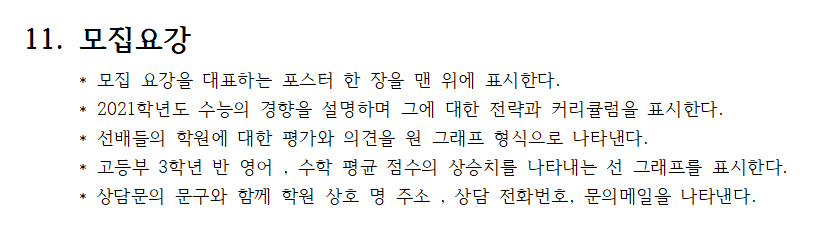 11. 모집요강
* 모집 요강을 대표하는 포스터 한 장을 맨 위에 표시한다.
* 2021학년도 수능의 경향을 설명하며 그에 대한 전략과 커리큘럼을 표시한다.
* 선배들의 학원에 대한 평가와 의견을 원 그래프 형식으로 나타낸다.
* 고등부 3학년 반 영어 , 수학 평균 점수의 상승치를 나타내는 선 그래프를 표시한다.
* 상담문의 문구와 함께 학원 상호 명 주소 , 상담 전화번호, 문의메일을 나타낸다.